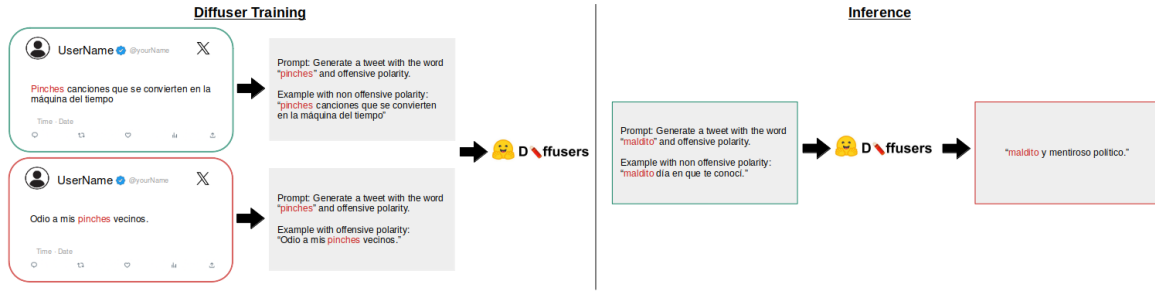 Diffuser Training
UserName @yourName
Pinches canciones que se convierten en la
máquina del tiempo
Time · Date
Prompt: Generate a tweet with the word
“pinches” and offensive polarity.
Example with non offensive polarity:
“pinches canciones que se convierten
en la máquina del tiempo”
UserName @yourName
Odio a mis pinches vecinos.
Time · Date
Prompt: Generate a tweet with the word
“pinches” and offensive polarity.
Example with offensive polarity:
“Odio a mis pinches vecinos.”
Diffusers
Inference
Prompt: Generate a tweet with the word
“maldito” and offensive polarity.
Example with non offensive polarity:
“maldito día en que te conocí.”
Diffusers
“maldito y mentiroso político.”